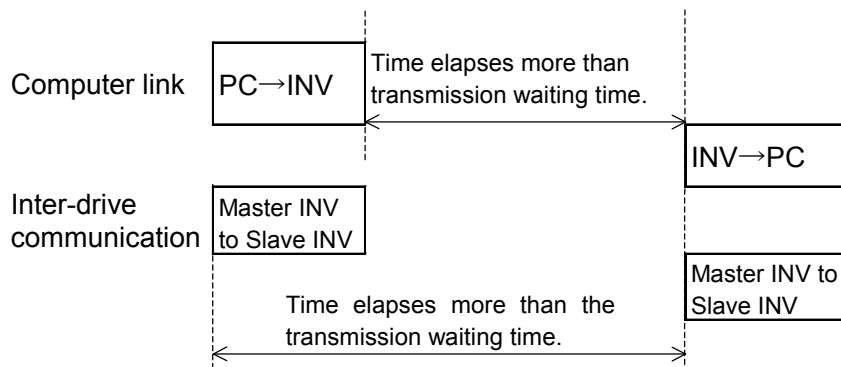 Computer link
PC→INV
Time elapses more than
transmission waiting time.
INV→PC
Inter-drive
communication
Master INV
to Slave INV
Master INV to
Slave INV
Time elapses more than the
transmission waiting time.